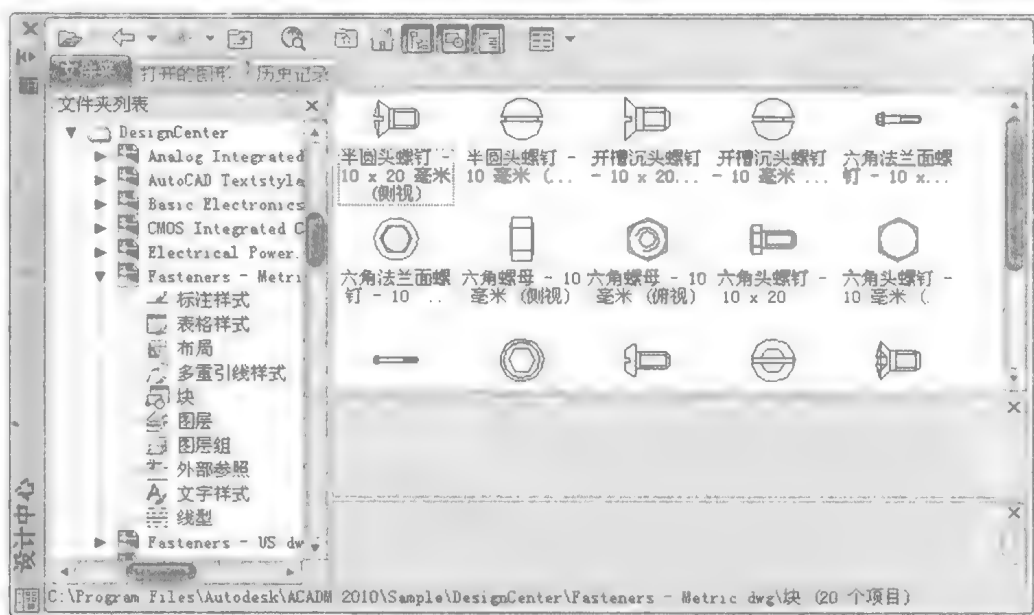 文件夹 打开的图形 历史记录
文件夹列表
DesignCenter
Analog Integrated
AutoCAD Textstyla
Basic Electronics
CMOS Integrated C
Electrical Power.
Fasteners - Metri
标注样式
表格样式
布局
多重引线样式
块
图层
图层组
外部参照
文字样式
线型
Fasteners - US dw
半圆头螺钉 -
10 x 20 毫米
(侧视)
半圆头螺钉 -
10 毫米 (...
开槽沉头螺钉
- 10 x 20...
开槽沉头螺钉
- 10 毫米 ...
六角法兰面螺
钉 - 10 x...
六角法兰面螺
钉 - 10 ..
六角螺母 - 10
毫米 (侧视)
六角螺母 - 10
毫米 (俯视)
六角头螺钉 -
10 x 20
六角头螺钉 -
10 毫米 (.
设计中心
C:\Program Files\Autodesk\ACADM 2010\Sample\DesignCenter\Fasteners - Metric dwg\块 (20 个项目)